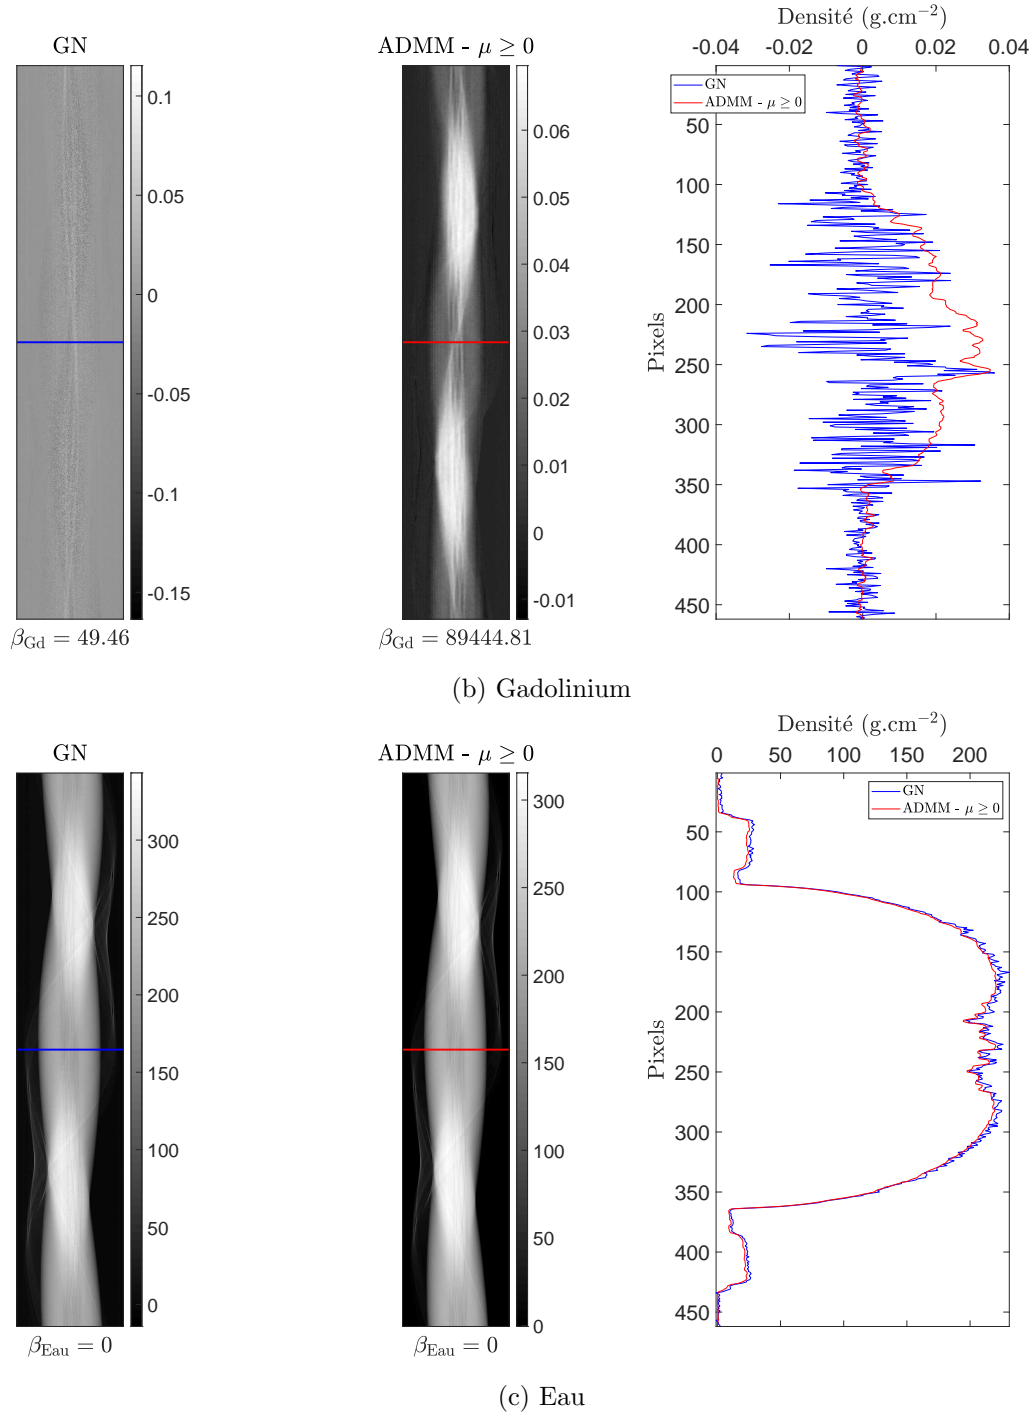 GN
0.1
0.05
0
-0.05
-0.1
-0.15
β_Gd = 49.46
ADMM - μ ≥ 0
0.06
0.05
0.04
0.03
0.02
0.01
0
-0.01
β_Gd = 89444.81
Densité (g.cm⁻²)
-0.04 -0.02 0 0.02 0.04
GN
ADMM - μ ≥ 0
50
100
150
200
250
300
350
400
450
Pixels
(b) Gadolinium
GN
300
250
200
150
100
50
0
β_Eau = 0
ADMM - μ ≥ 0
300
250
200
150
100
50
0
β_Eau = 0
Densité (g.cm⁻²)
0 50 100 150 200
GN
ADMM - μ ≥ 0
50
100
150
200
250
300
350
400
450
Pixels
(c) Eau